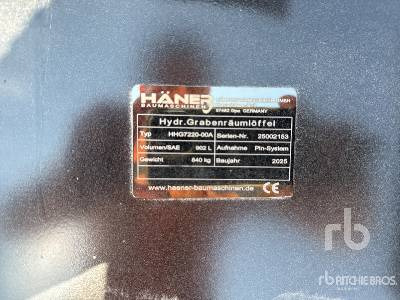 HÄNER
BAUMASCHINEN
GERMANY
Hydr.Grabenräumlöffel
Typ HHG7220-00A Serien-Nr. 25002153
Volumen/SAE 902 L Aufnahme Pin-System
Gewicht 840 kg Baujahr 2025
www.haener-baumaschinen.de CE
rb
RITCHIE BROS